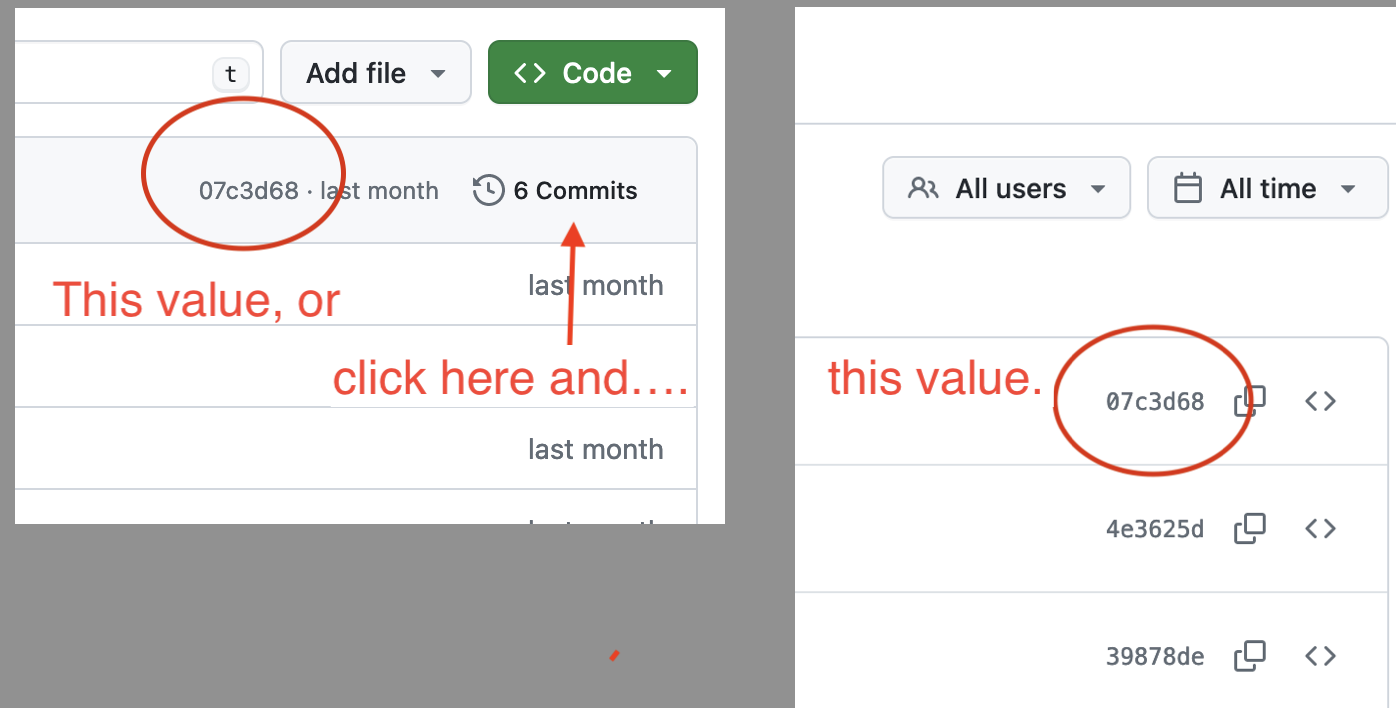 t
Add file
Code
07c3d68 · last month
6 Commits
This value, or
last month
click here and....
last month
All users
All time
this value.
07c3d68
4e3625d
39878de